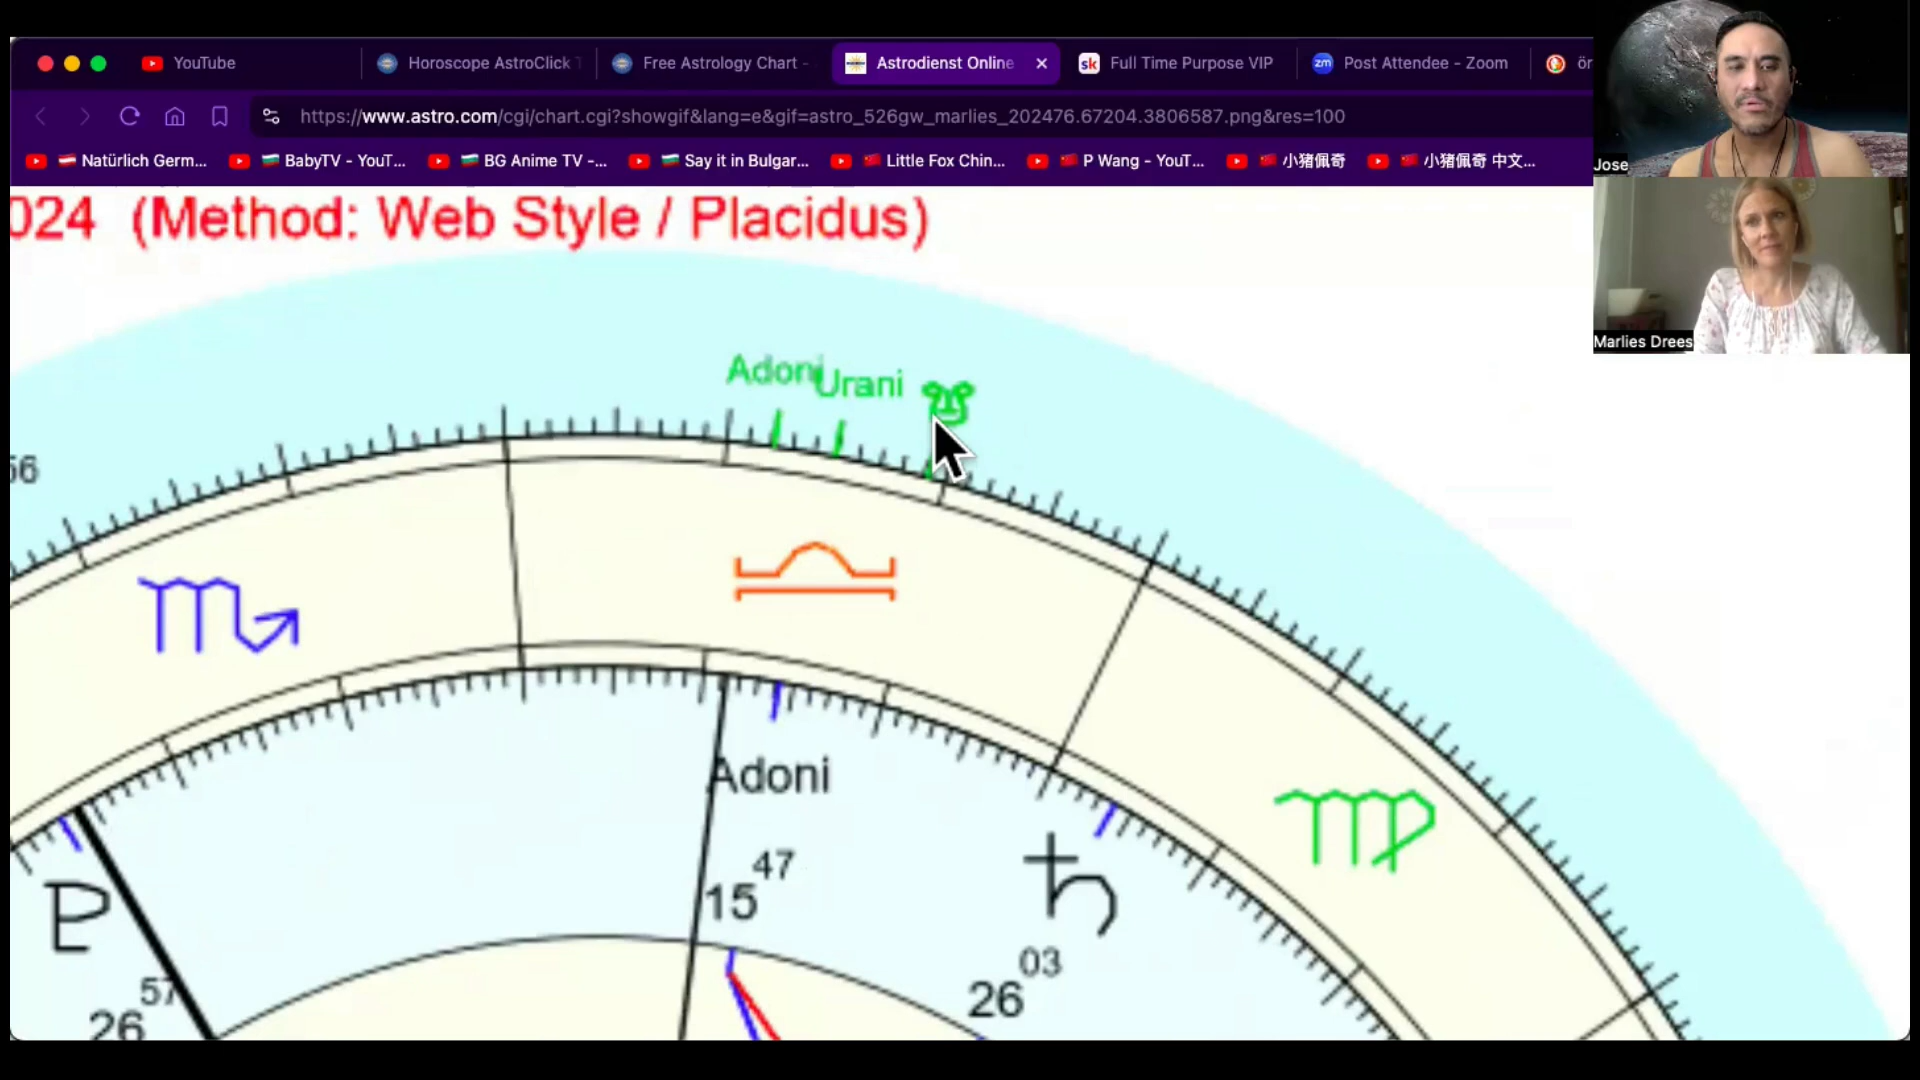 YouTube
Horoscope AstroClick T
Free Astrology Chart -
Astrodienst Online
Full Time Purpose VIP
Post Attendee - Zoom
ör
https://www.astro.com/cgi/chart.cgi?showgif&lang=e&gif=astro_526gw_marlies_202476.67204.3806587.png&res=100
Natürlich Germ...
BabyTV - YouT...
BG Anime TV -...
Say it in Bulgar...
Little Fox Chin...
P Wang - YouT...
小猪佩奇
小猪佩奇 中文...
Jose
Marlies Drees
024 (Method: Web Style / Placidus)
Adoni
Urani
56
Adoni
15 47
26 03
26 57